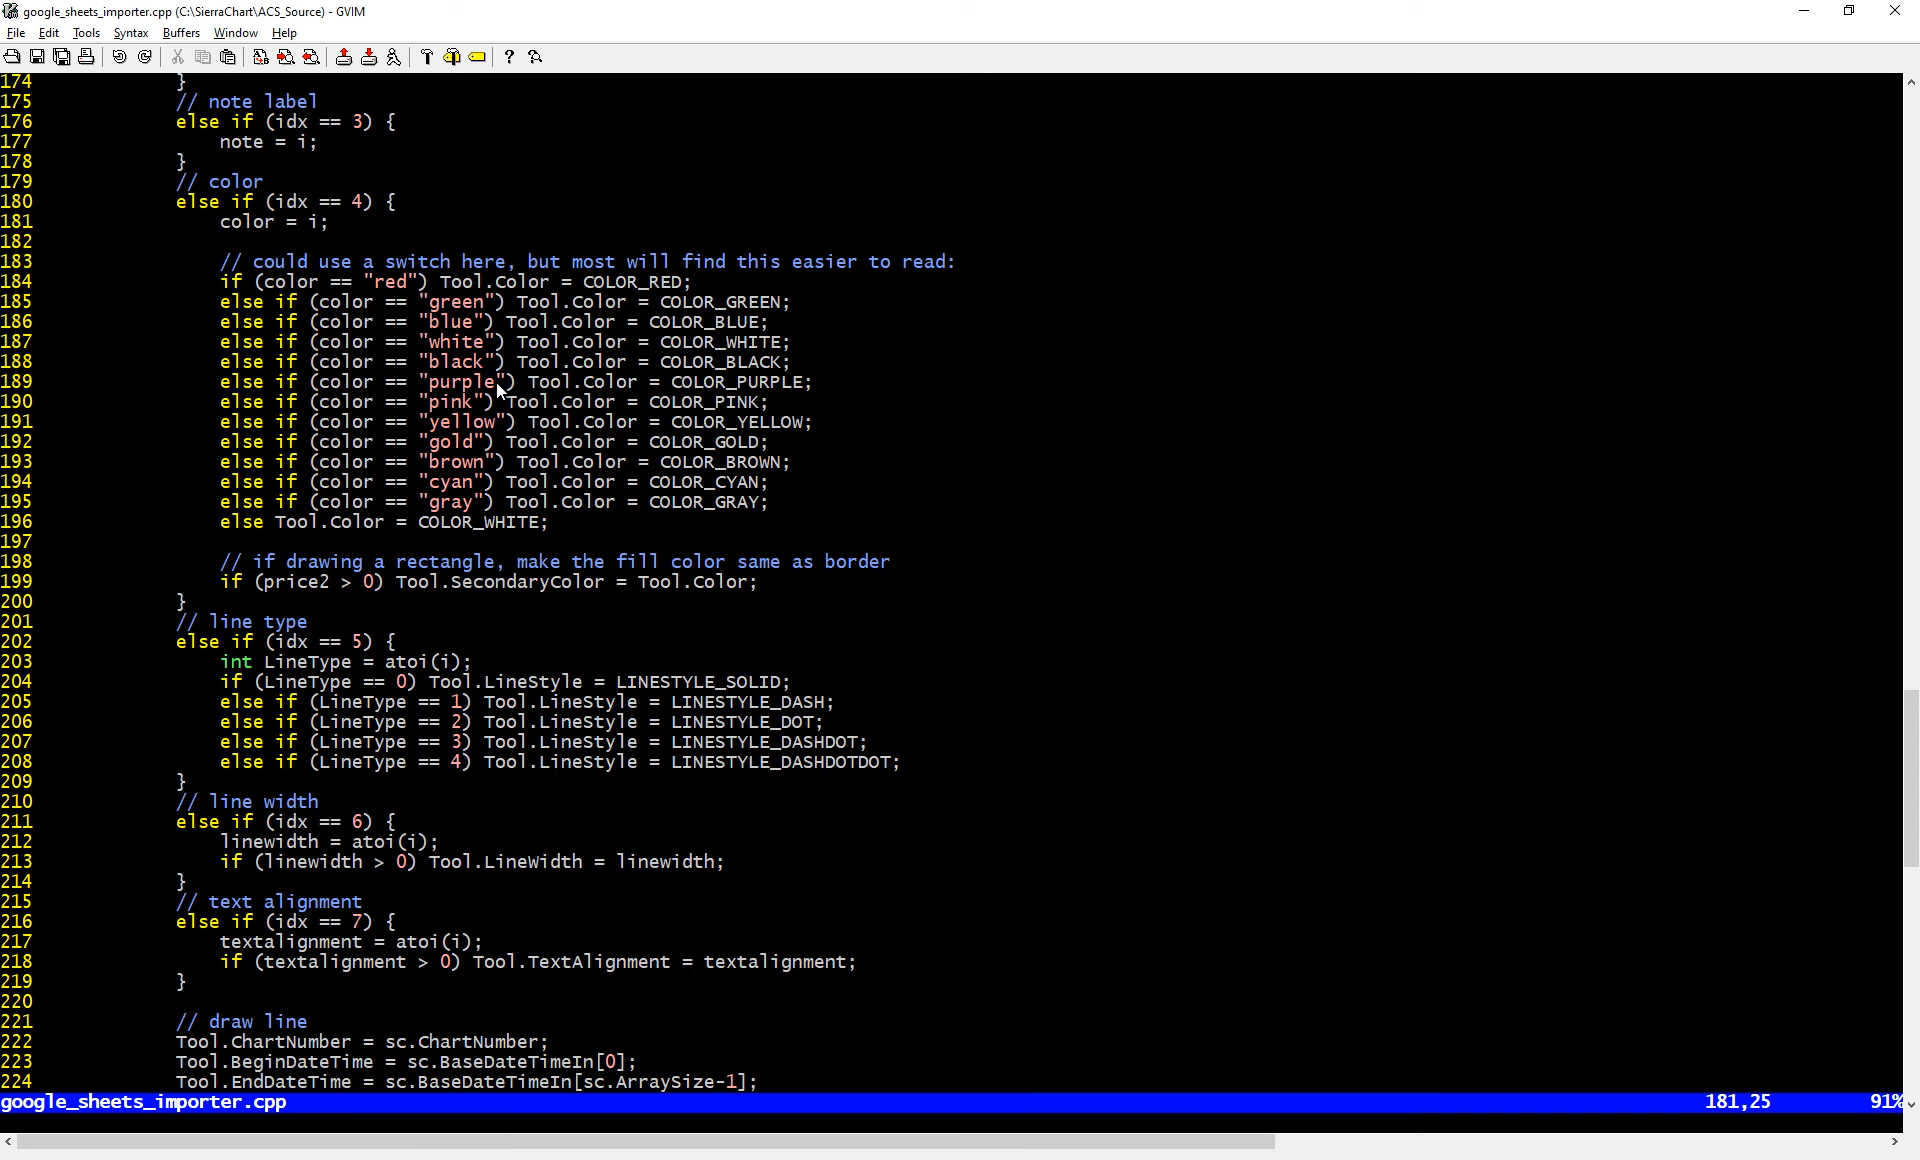 google_sheets_importer.cpp (C:\SierraChart\ACS_Source) - GVIM
File Edit Tools Syntax Buffers Window Help
174 }
175 // note label
176 else if (idx == 3) {
177 note = i;
178 }
179 // color
180 else if (idx == 4) {
181 color = i;
182
183 // could use a switch here, but most will find this easier to read:
184 if (color == "red") Tool.Color = COLOR_RED;
185 else if (color == "green") Tool.Color = COLOR_GREEN;
186 else if (color == "blue") Tool.Color = COLOR_BLUE;
187 else if (color == "white") Tool.Color = COLOR_WHITE;
188 else if (color == "black") Tool.Color = COLOR_BLACK;
189 else if (color == "purple") Tool.Color = COLOR_PURPLE;
190 else if (color == "pink") Tool.Color = COLOR_PINK;
191 else if (color == "yellow") Tool.Color = COLOR_YELLOW;
192 else if (color == "gold") Tool.Color = COLOR_GOLD;
193 else if (color == "brown") Tool.Color = COLOR_BROWN;
194 else if (color == "cyan") Tool.Color = COLOR_CYAN;
195 else if (color == "gray") Tool.Color = COLOR_GRAY;
196 else Tool.Color = COLOR_WHITE;
197
198 // if drawing a rectangle, make the fill color same as border
199 if (price2 > 0) Tool.SecondaryColor = Tool.Color;
200 }
201 // line type
202 else if (idx == 5) {
203 int LineType = atoi(i);
204 if (LineType == 0) Tool.LineStyle = LINESTYLE_SOLID;
205 else if (LineType == 1) Tool.LineStyle = LINESTYLE_DASH;
206 else if (LineType == 2) Tool.LineStyle = LINESTYLE_DOT;
207 else if (LineType == 3) Tool.LineStyle = LINESTYLE_DASHDOT;
208 else if (LineType == 4) Tool.LineStyle = LINESTYLE_DASHDOTDOT;
209 }
210 // line width
211 else if (idx == 6) {
212 linewidth = atoi(i);
213 if (linewidth > 0) Tool.LineWidth = linewidth;
214 }
215 // text alignment
216 else if (idx == 7) {
217 textalignment = atoi(i);
218 if (textalignment > 0) Tool.TextAlignment = textalignment;
219 }
220
221 // draw line
222 Tool.ChartNumber = sc.ChartNumber;
223 Tool.BeginDateTime = sc.BaseDateTimeIn[0];
224 Tool.EndDateTime = sc.BaseDateTimeIn[sc.ArraySize-1];
google_sheets_importer.cpp 181,25 91%